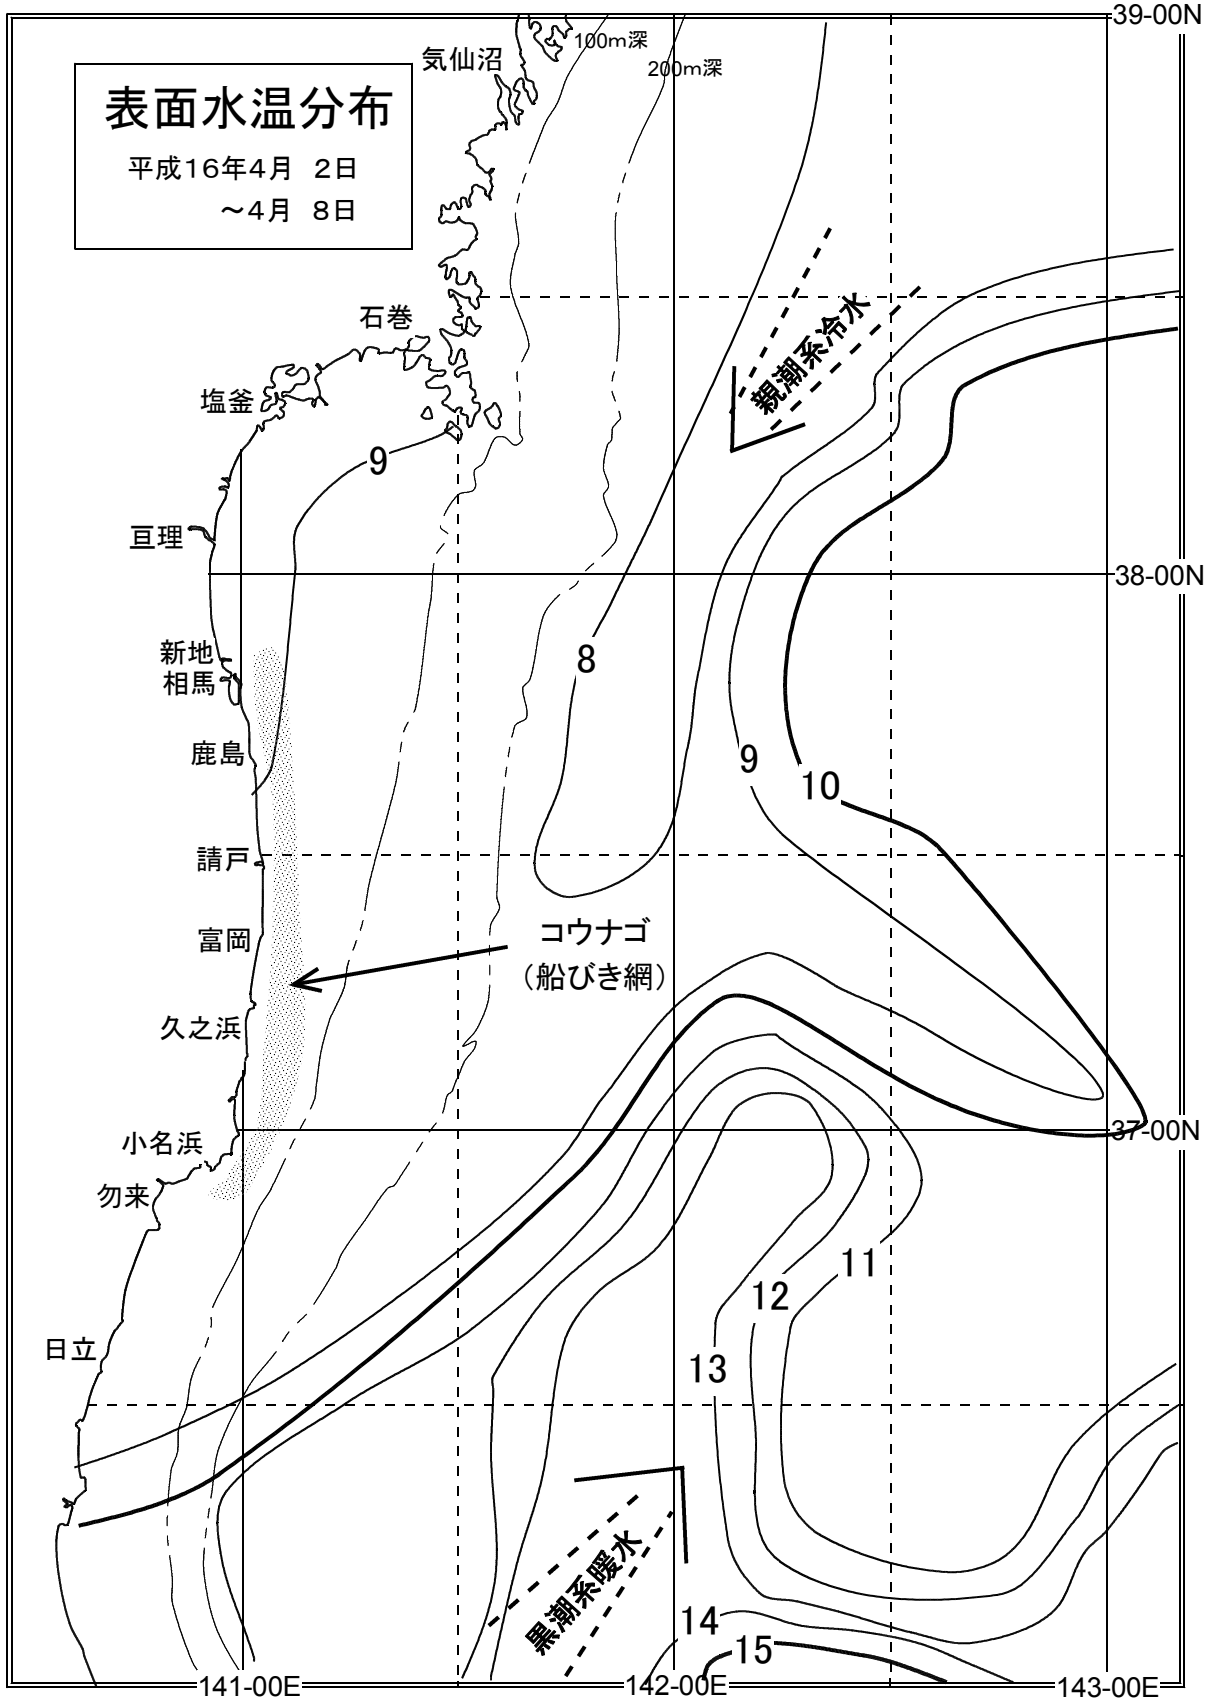 39-00N
100m深
気仙沼
200m深
表面水温分布
平成16年4月 2日
～4月 8日
石巻
親潮系冷水
塩釜
9
亘理
38-00N
新地
8
相馬
鹿島
9
10
請戸
コウナゴ
富岡
（船びき網）
久之浜
37-00N
小名浜
勿来
11
12
日立
13
黒潮系暖水
14
15
141-00E
142-00E
143-00E